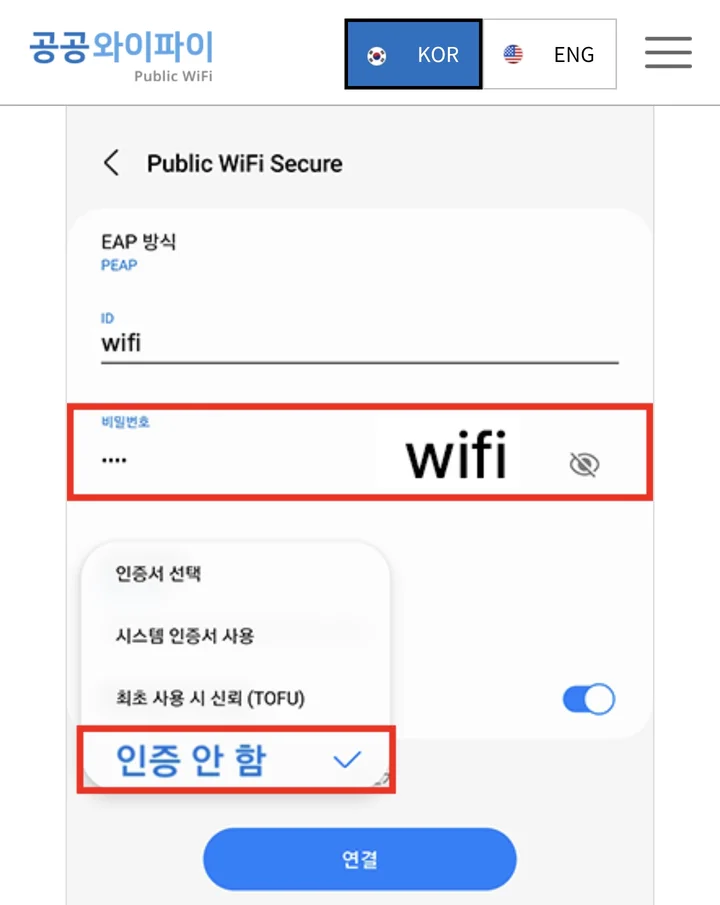 공공와이파이
Public WiFi
KOR
ENG
Public WiFi Secure
EAP 방식
PEAP
ID
wifi
비밀번호
••••
wifi
인증서 선택
시스템 인증서 사용
최초 사용 시 신뢰 (TOFU)
인증 안 함
연결